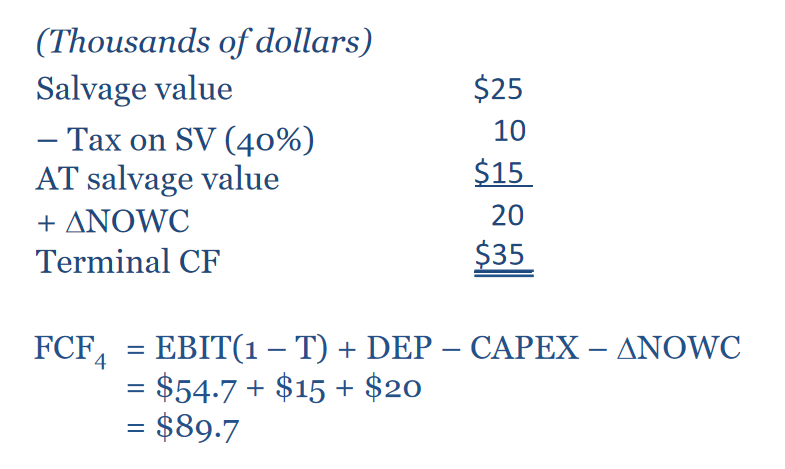 (Thousands of dollars)
Salvage value $25
– Tax on SV (40%) 10
AT salvage value $15
+ ΔNOWC 20
Terminal CF $35
FCF₄ = EBIT(1 – T) + DEP – CAPEX – ΔNOWC
= $54.7 + $15 + $20
= $89.7